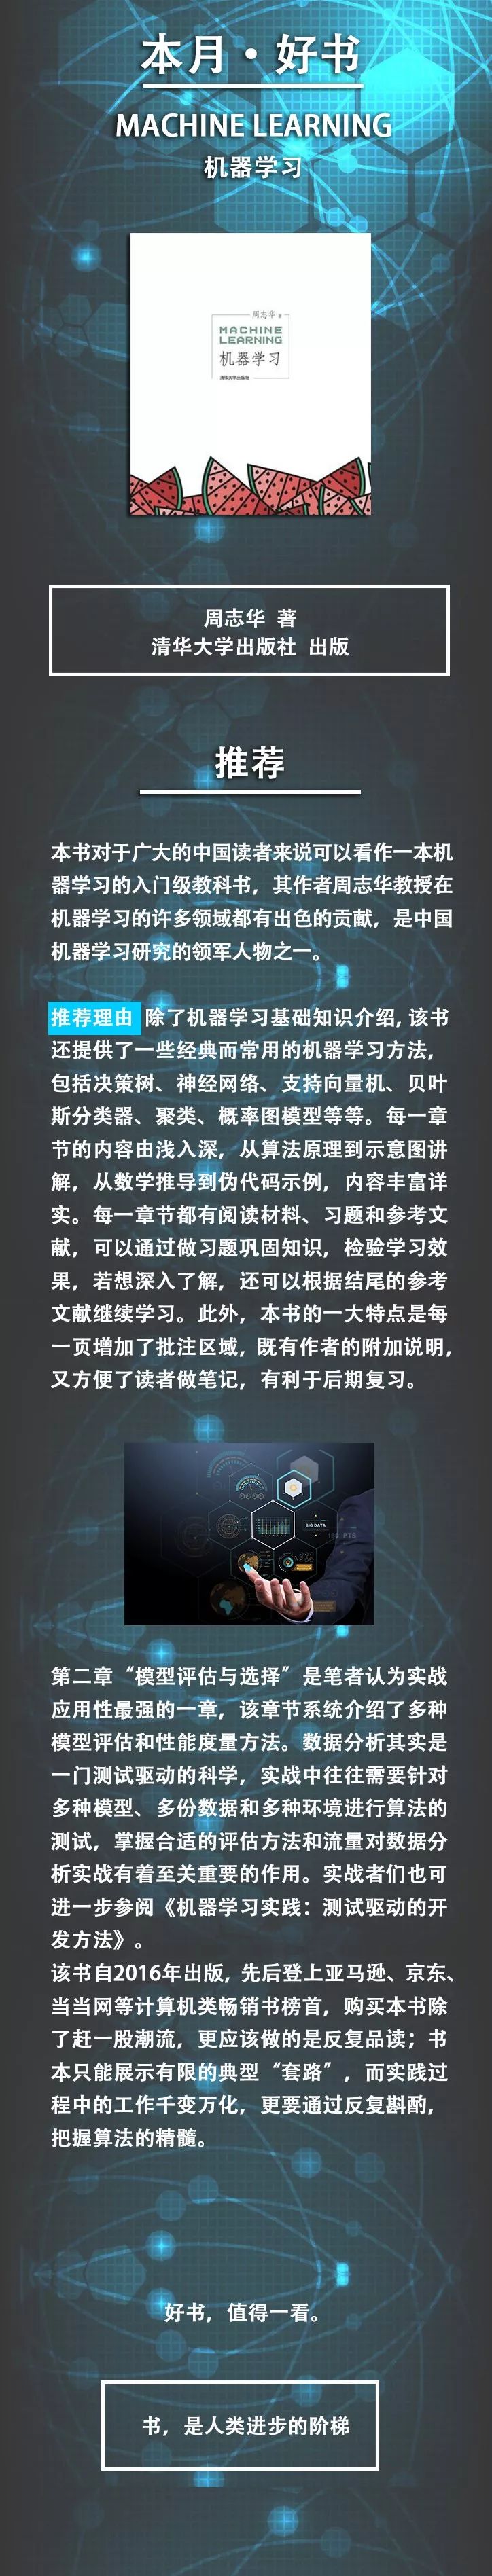 本月·好书
MACHINE LEARNING
机器学习
周志华 著
MACHINE
LEARNING
机器学习
清华大学出版社
周志华 著
清华大学出版社 出版
推荐
本书对于广大的中国读者来说可以看作一本机
器学习的入门级教科书，其作者周志华教授在
机器学习的许多领域都有出色的贡献，是中国
机器学习研究的领军人物之一。
推荐理由 除了机器学习基础知识介绍,该书
还提供了一些经典而常用的机器学习方法，
包括决策树、神经网络、支持向量机、贝叶
斯分类器、聚类、概率图模型等等。每一章
节的内容由浅入深，从算法原理到示意图讲
解，从数学推导到伪代码示例，内容丰富详
实。每一章节都有阅读材料、习题和参考文
献，可以通过做习题巩固知识，检验学习效
果，若想深入了解，还可以根据结尾的参考
文献继续学习。此外，本书的一大特点是每
一页增加了批注区域，既有作者的附加说明，
又方便了读者做笔记，有利于后期复习。
BIG DATA
第二章“模型评估与选择”是笔者认为实战
应用性最强的一章，该章节系统介绍了多种
模型评估和性能度量方法。数据分析其实是
一门测试驱动的科学，实战中往往需要针对
多种模型、多份数据和多种环境进行算法的
测试，掌握合适的评估方法和流量对数据分
析实战有着至关重要的作用。实战者们也可
进一步参阅《机器学习实践：测试驱动的开
发方法》。
该书自2016年出版，先后登上亚马逊、京东、
当当网等计算机类畅销书榜首，购买本书除
了赶一股潮流，更应该做的是反复品读；书
本只能展示有限的典型“套路”，而实践过
程中的工作千变万化，更要通过反复斟酌，
把握算法的精髓。
好书，值得一看。
书，是人类进步的阶梯